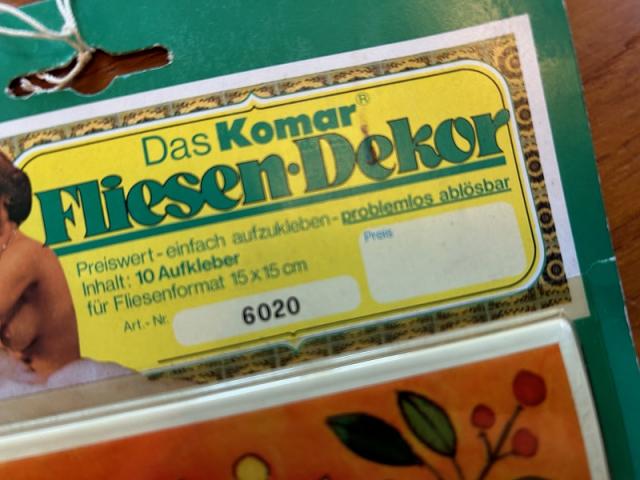 Das Komar®
Fliesen·Dekor
Preiswert - einfach aufzukleben - problemlos ablösbar
Inhalt: 10 Aufkleber
für Fliesenformat 15 x 15 cm
Preis
Art.-Nr. 6020